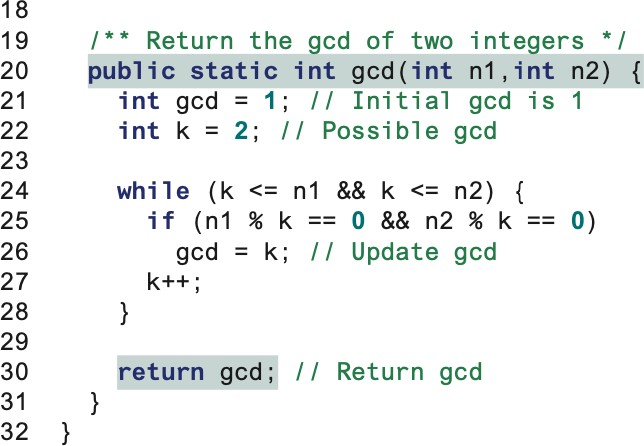 18
19 /** Return the gcd of two integers */
20 public static int gcd(int n1,int n2) {
21 int gcd = 1; // Initial gcd is 1
22 int k = 2; // Possible gcd
23
24 while (k <= n1 && k <= n2) {
25 if (n1 % k == 0 && n2 % k == 0)
26 gcd = k; // Update gcd
27 k++;
28 }
29
30 return gcd; // Return gcd
31 }
32 }